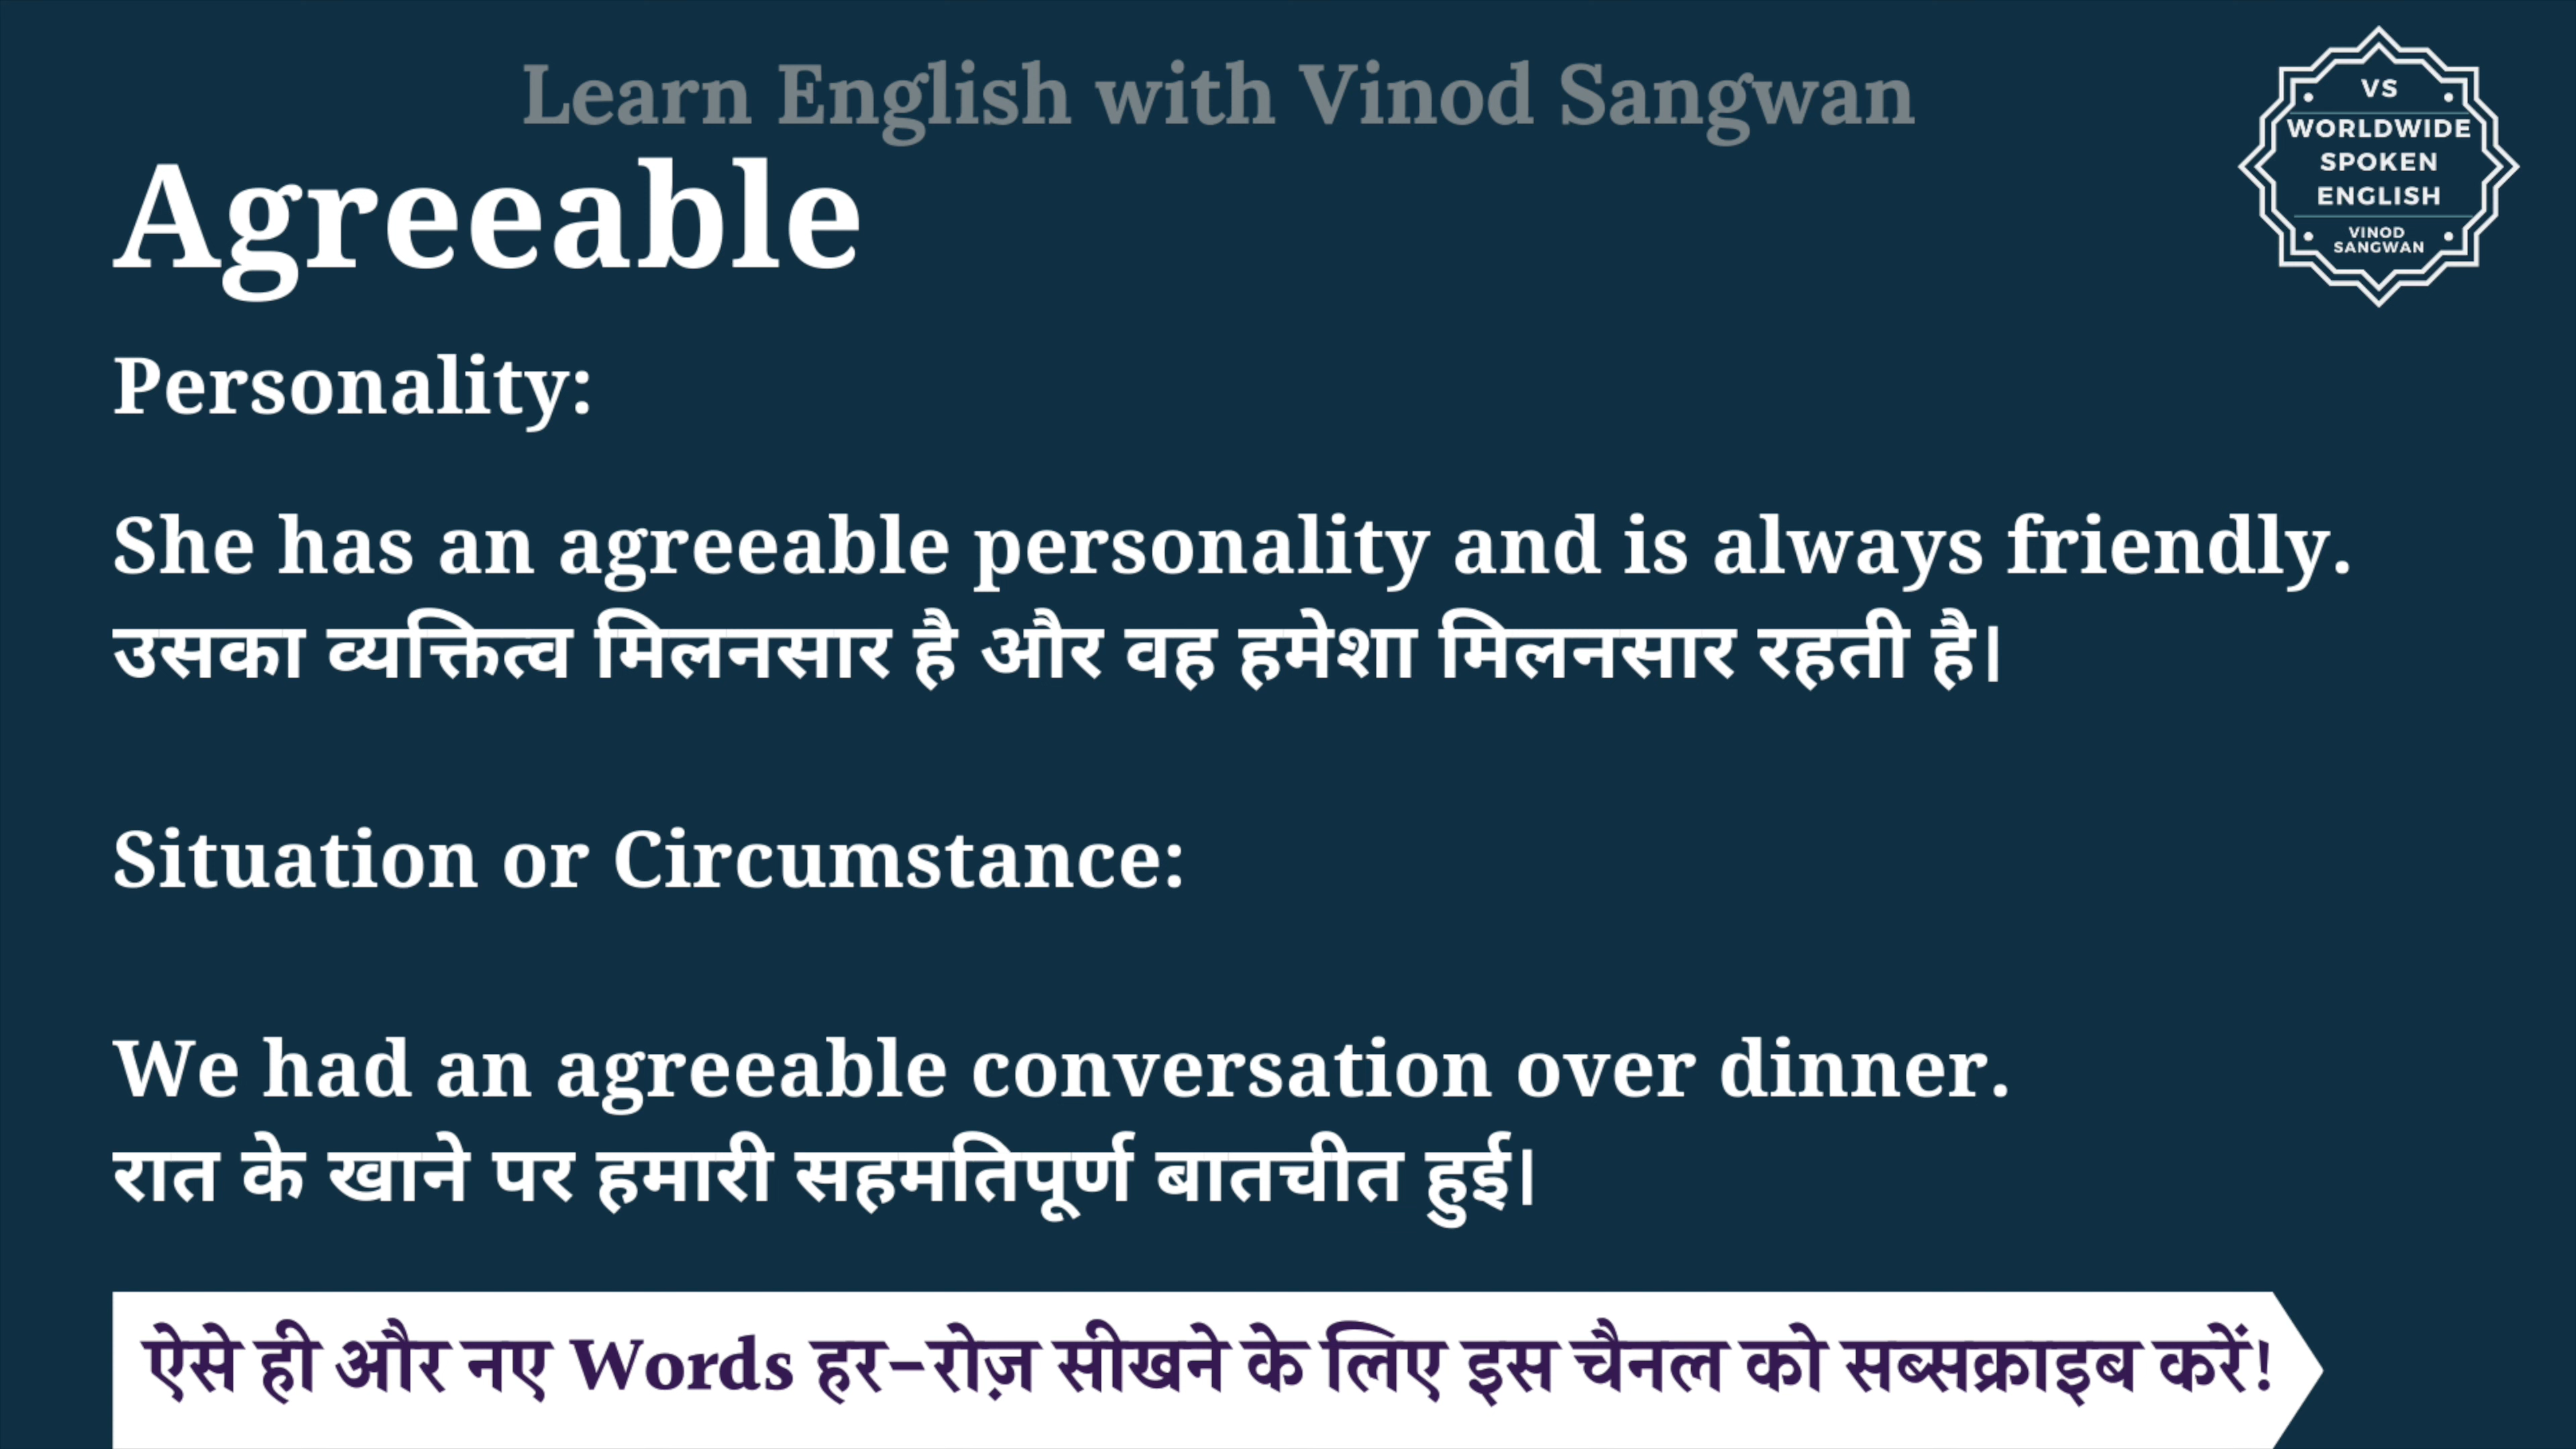 Learn English with Vinod Sangwan
VS
WORLDWIDE
SPOKEN
ENGLISH
VINOD
SANGWAN
Agreeable
Personality:
She has an agreeable personality and is always friendly.
उसका व्यक्तित्व मिलनसार है और वह हमेशा मिलनसार रहती है।
Situation or Circumstance:
We had an agreeable conversation over dinner.
रात के खाने पर हमारी सहमतिपूर्ण बातचीत हुई।
ऐसे ही और नए Words हर-रोज़ सीखने के लिए इस चैनल को सब्सक्राइब करें!